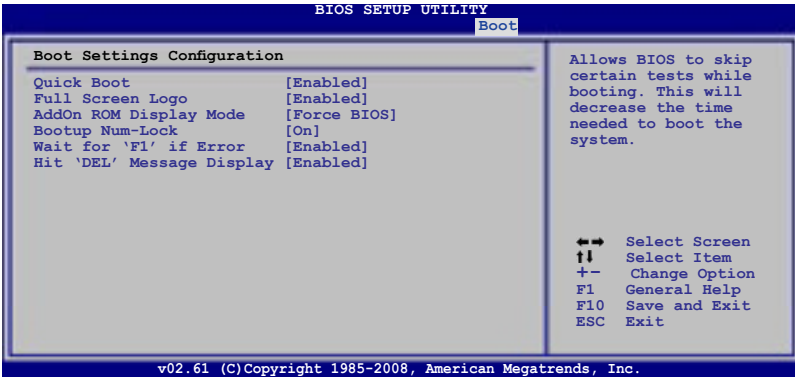 BIOS SETUP UTILITY
Boot
Boot Settings Configuration
Quick Boot [Enabled]
Full Screen Logo [Enabled]
AddOn ROM Display Mode [Force BIOS]
Bootup Num-Lock [On]
Wait for ‘F1’ if Error [Enabled]
Hit ‘DEL’ Message Display [Enabled]
Allows BIOS to skip
certain tests while
booting. This will
decrease the time
needed to boot the
system.
←→ Select Screen
↑↓ Select Item
+- Change Option
F1 General Help
F10 Save and Exit
ESC Exit
v02.61 (C)Copyright 1985-2008, American Megatrends, Inc.